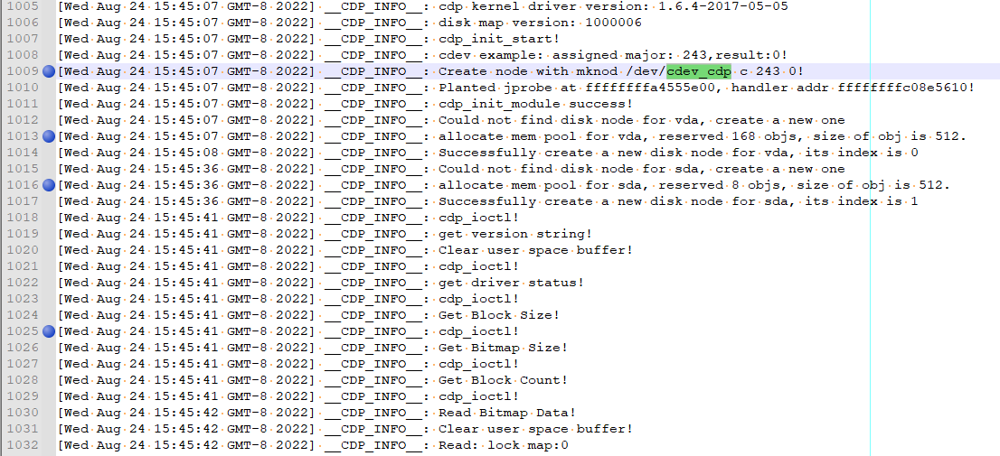 1005 [Wed Aug 24 15:45:07 GMT-8 2022] __CDP_INFO__: cdp kernel driver version: 1.6.4-2017-05-05
1006 [Wed Aug 24 15:45:07 GMT-8 2022] __CDP_INFO__: disk map version: 1000006
1007 [Wed Aug 24 15:45:07 GMT-8 2022] __CDP_INFO__: cdp_init_start!
1008 [Wed Aug 24 15:45:07 GMT-8 2022] __CDP_INFO__: cdev example: assigned major: 243,result:0!
1009 [Wed Aug 24 15:45:07 GMT-8 2022] __CDP_INFO__: Create node with mknod /dev/cdev_cdp c 243 0!
1010 [Wed Aug 24 15:45:07 GMT-8 2022] __CDP_INFO__: Planted jprobe at ffffffffa4555e00, handler addr ffffffffc08e5610!
1011 [Wed Aug 24 15:45:07 GMT-8 2022] __CDP_INFO__: cdp_init_module success!
1012 [Wed Aug 24 15:45:07 GMT-8 2022] __CDP_INFO__: Could not find disk node for vda, create a new one
1013 [Wed Aug 24 15:45:07 GMT-8 2022] __CDP_INFO__: allocate mem pool for vda, reserved 168 objs, size of obj is 512.
1014 [Wed Aug 24 15:45:08 GMT-8 2022] __CDP_INFO__: Successfully create a new disk node for vda, its index is 0
1015 [Wed Aug 24 15:45:36 GMT-8 2022] __CDP_INFO__: Could not find disk node for sda, create a new one
1016 [Wed Aug 24 15:45:36 GMT-8 2022] __CDP_INFO__: allocate mem pool for sda, reserved 8 objs, size of obj is 512.
1017 [Wed Aug 24 15:45:36 GMT-8 2022] __CDP_INFO__: Successfully create a new disk node for sda, its index is 1
1018 [Wed Aug 24 15:45:41 GMT-8 2022] __CDP_INFO__: cdp_ioctl!
1019 [Wed Aug 24 15:45:41 GMT-8 2022] __CDP_INFO__: get version string!
1020 [Wed Aug 24 15:45:41 GMT-8 2022] __CDP_INFO__: Clear user space buffer!
1021 [Wed Aug 24 15:45:41 GMT-8 2022] __CDP_INFO__: cdp_ioctl!
1022 [Wed Aug 24 15:45:41 GMT-8 2022] __CDP_INFO__: get driver status!
1023 [Wed Aug 24 15:45:41 GMT-8 2022] __CDP_INFO__: cdp_ioctl!
1024 [Wed Aug 24 15:45:41 GMT-8 2022] __CDP_INFO__: Get Block Size!
1025 [Wed Aug 24 15:45:41 GMT-8 2022] __CDP_INFO__: cdp_ioctl!
1026 [Wed Aug 24 15:45:41 GMT-8 2022] __CDP_INFO__: Get Bitmap Size!
1027 [Wed Aug 24 15:45:41 GMT-8 2022] __CDP_INFO__: cdp_ioctl!
1028 [Wed Aug 24 15:45:41 GMT-8 2022] __CDP_INFO__: Get Block Count!
1029 [Wed Aug 24 15:45:41 GMT-8 2022] __CDP_INFO__: cdp_ioctl!
1030 [Wed Aug 24 15:45:42 GMT-8 2022] __CDP_INFO__: Read Bitmap Data!
1031 [Wed Aug 24 15:45:42 GMT-8 2022] __CDP_INFO__: Clear user space buffer!
1032 [Wed Aug 24 15:45:42 GMT-8 2022] __CDP_INFO__: Read: lock map:0